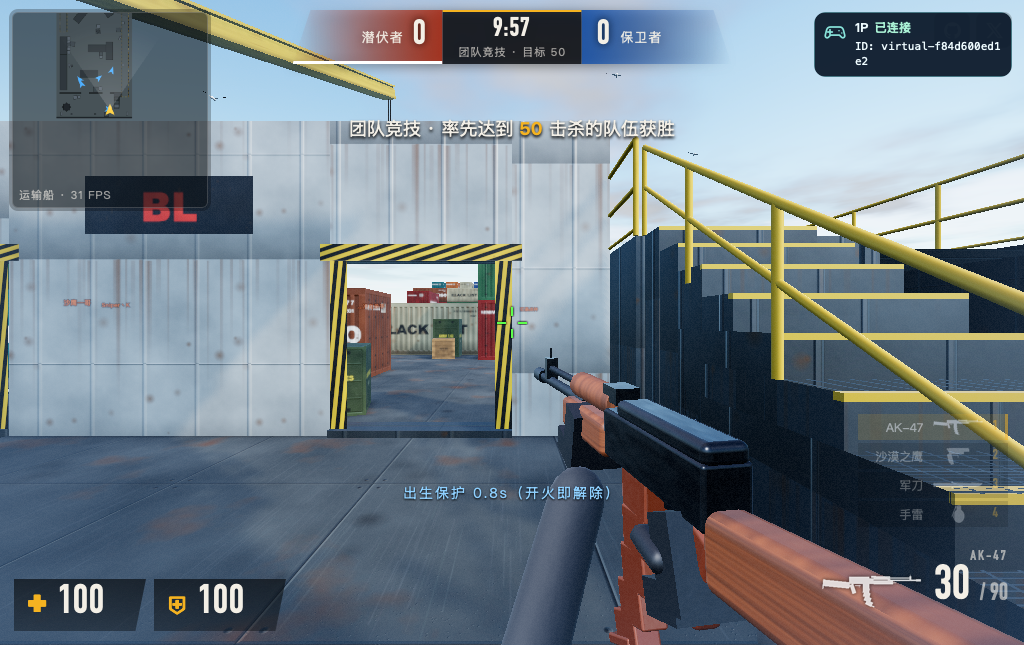 潜伏者 0
9:57
团队竞技 · 目标 50
0 保卫者
1P 已连接
ID: virtual-f84d600ed1
e2
团队竞技 · 率先达到 50 击杀的队伍获胜
运输船 · 31 FPS
BL
LACK
AK-47
沙漠之鹰 2
军刀 3
手雷 4
出生保护 0.8s（开火即解除）
AK-47
30 / 90
100
100